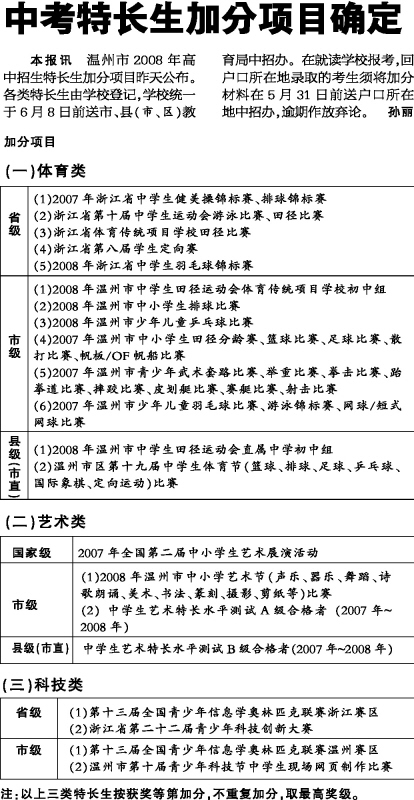 中考特长生加分项目确定
本报讯 温州市2008年高
中招生特长生加分项目昨天公布。
各类特长生由学校登记,学校统一
于6月8日前送市、县(市、区)教
育局中招办。在就读学校报考,回
户口所在地录取的考生须将加分
材料在5月31日前送户口所在
地中招办,逾期作放弃论。 孙丽
加分项目
(一)体育类
省级
(1)2007年浙江省中学生健美操锦标赛、排球锦标赛
(2)浙江省第十届中学生运动会游泳比赛、田径比赛
(3)浙江省体育传统项目学校田径比赛
(4)浙江省第八届学生定向赛
(5)2008年浙江省中学生羽毛球锦标赛
市级
(1)2008年温州市中学生田径运动会体育传统项目学校初中组
(2)2008年温州市中小学生排球比赛
(3)2008年温州市少年儿童乒乓球比赛
(4)2007年温州市中小学生田径分龄赛、篮球比赛、足球比赛、散
打比赛、帆板/OP帆船比赛
(5)2007年温州市青少年武术套路比赛、举重比赛、拳击比赛、跆
拳道比赛、摔跤比赛、皮划艇比赛、赛艇比赛、射击比赛
(6)2007年温州市少年儿童羽毛球比赛、游泳锦标赛、网球/短式
网球比赛
县级(市直)
(1)2008年温州市中学生田径运动会直属中学初中组
(2)温州市区第十九届中学生体育节(篮球、排球、足球、乒乓球、
国际象棋、定向运动)比赛
(二)艺术类
国家级
2007年全国第二届中小学生艺术展演活动
市级
(1)2008年温州市中小学艺术节(声乐、器乐、舞蹈、诗
歌朗诵、美术、书法、篆刻、摄影、剪纸等)比赛
(2) 中学生艺术特长水平测试A级合格者 (2007年~
2008年)
县级(市直)
中学生艺术特长水平测试B级合格者(2007年~2008年)
(三)科技类
省级
(1)第十三届全国青少年信息学奥林匹克联赛浙江赛区
(2)浙江省第二十二届青少年科技创新大赛
市级
(1)第十三届全国青少年信息学奥林匹克联赛温州赛区
(2)温州市第十届青少年科技节中学生现场网页制作比赛
注:以上三类特长生按获奖等第加分,不重复加分,取最高奖级。